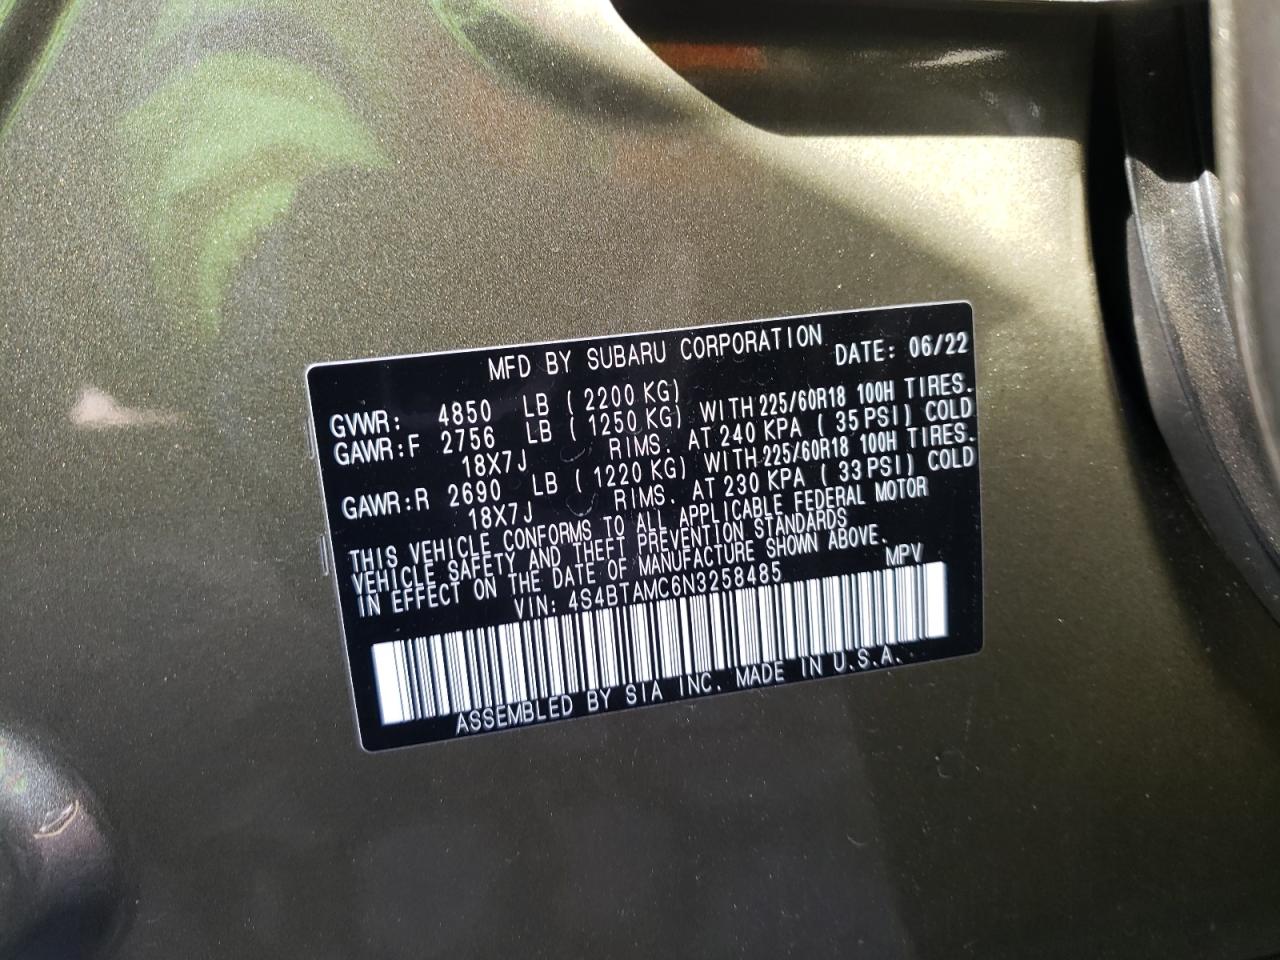 MFD BY SUBARU CORPORATION DATE: 06/22
GVWR: 4850 LB ( 2200 KG)
GAWR:F 2756 LB ( 1250 KG) WITH 225/60R18 100H TIRES.
18X7J RIMS. AT 240 KPA ( 35 PSI) COLD
GAWR:R 2690 LB ( 1220 KG) WITH 225/60R18 100H TIRES.
18X7J RIMS. AT 230 KPA ( 33 PSI) COLD
THIS VEHICLE CONFORMS TO ALL APPLICABLE FEDERAL MOTOR
VEHICLE SAFETY AND THEFT PREVENTION STANDARDS
IN EFFECT ON THE DATE OF MANUFACTURE SHOWN ABOVE.
VIN: 4S4BTAMC6N3258485 MPV
ASSEMBLED BY SIA INC. MADE IN U.S.A.